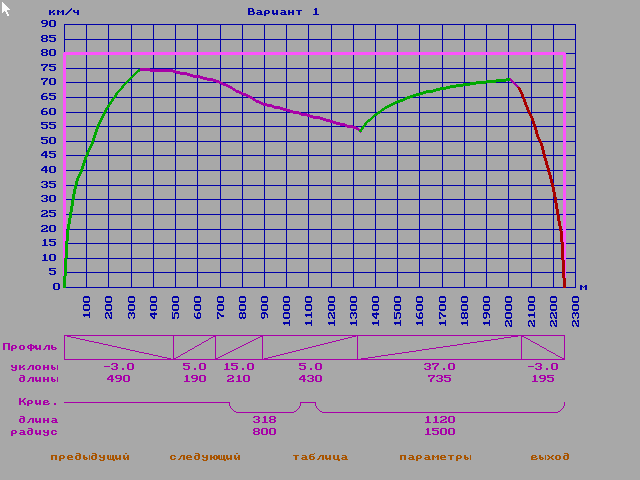 км/ч Вариант 1
90
85
80
75
70
65
60
55
50
45
40
35
30
25
20
15
10
5
0 м
100 200 300 400 500 600 700 800 900 1000 1100 1200 1300 1400 1500 1600 1700 1800 1900 2000 2100 2200 2300
Профиль
уклоны -3.0 5.0 15.0 5.0 37.0 -3.0
длины 490 190 210 430 735 195
Крив.
длина 318 1120
радиус 800 1500
предыдущий следующий таблица параметры выход